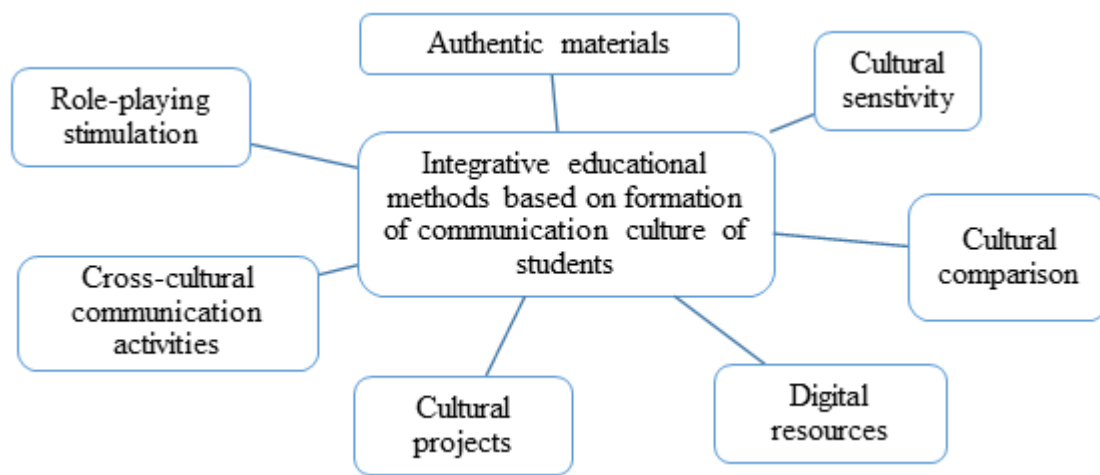 Authentic materials
Cultural
senstivity
Role-playing
stimulation
Integrative educational
methods based on formation
of communication culture of
students
Cultural
comparison
Cross-cultural
communication
activities
Cultural
projects
Digital
resources